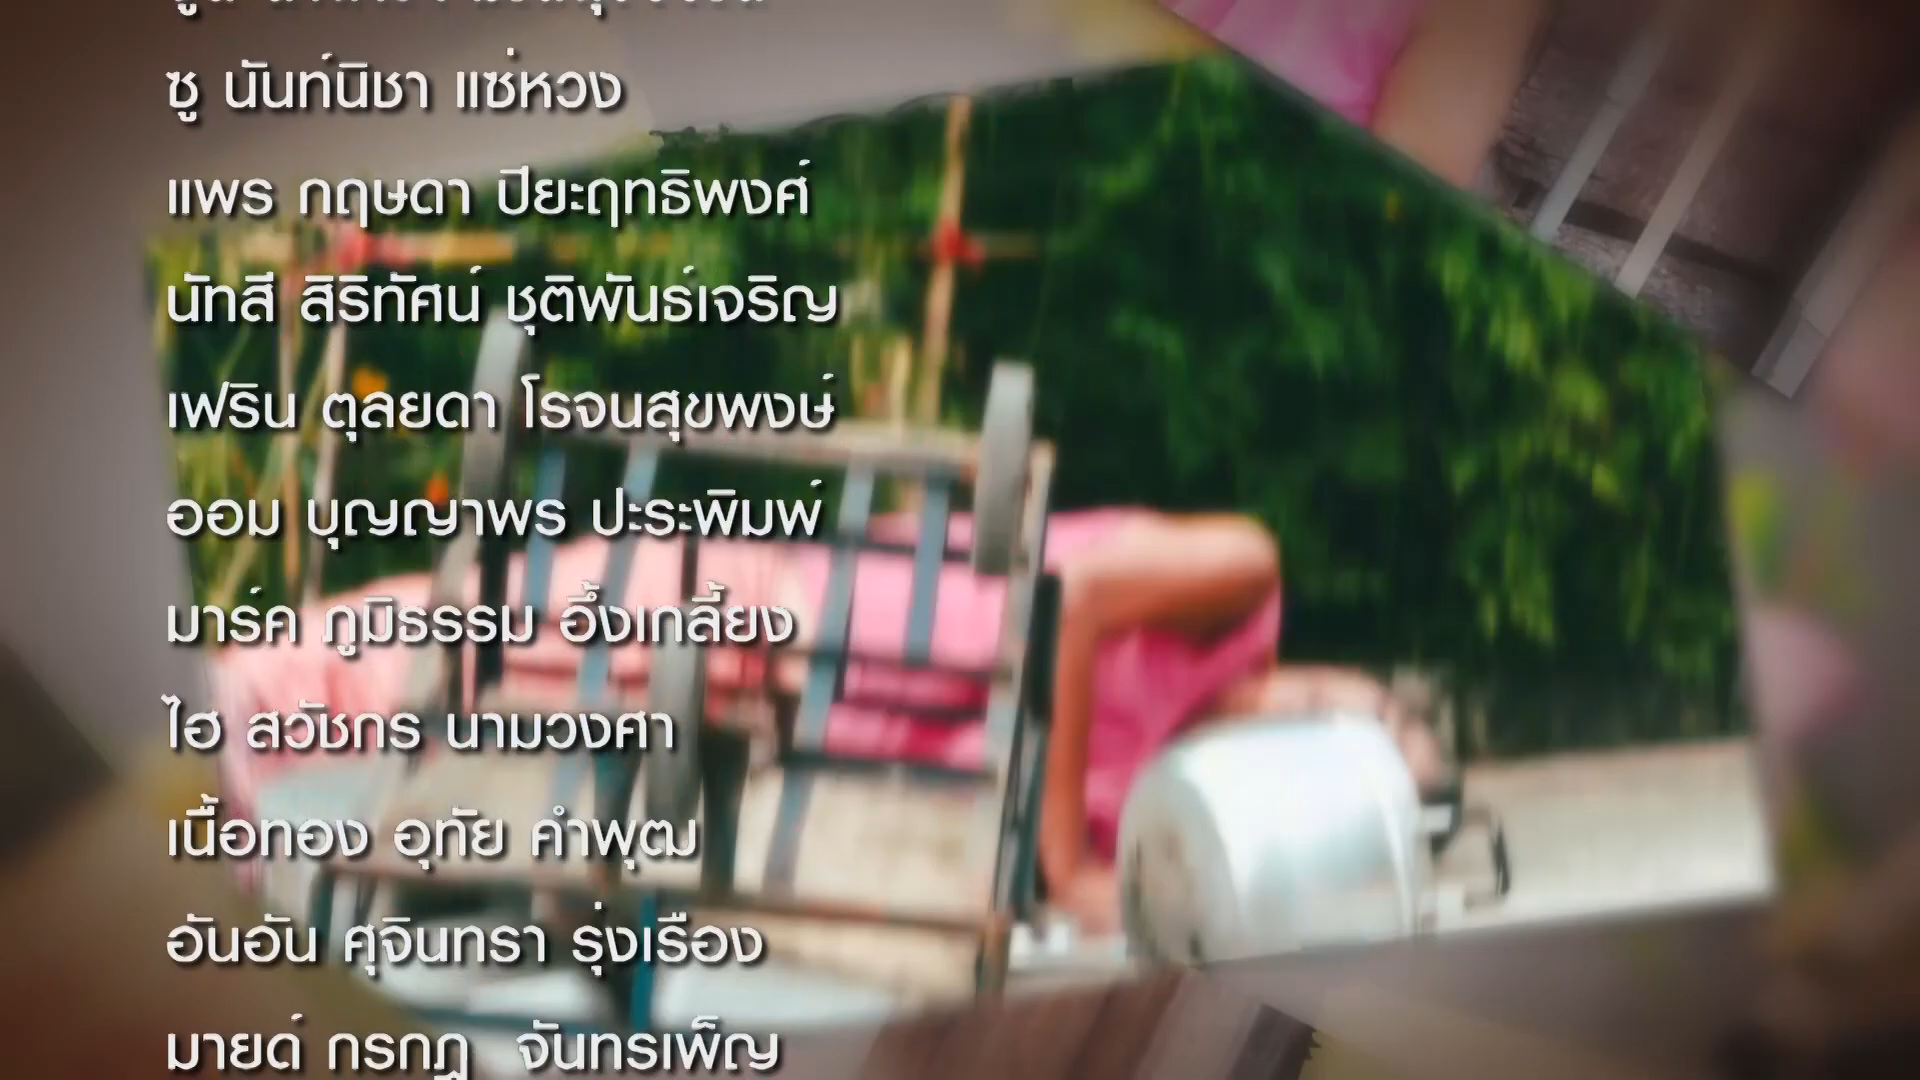 ซู นันท์นิชา แซ่หวง
แพร กฤษดา ปิยะฤทธิพงศ์
นัทสี สิริทัศน์ ชุติพันธ์เจริญ
เฟริน ตุลยดา โรจนสุขพงษ์
ออม บุญญาพร ปะระพิมพ์
มาร์ค ภูมิธรรม อึ้งเกลี้ยง
ไฮ สวัชกร นามวงศา
เนื้อทอง อุทัย คำพุฒ
อันอัน ศุจินทรา รุ่งเรือง
มายด์ กรกฎ จันทรเพ็ญ